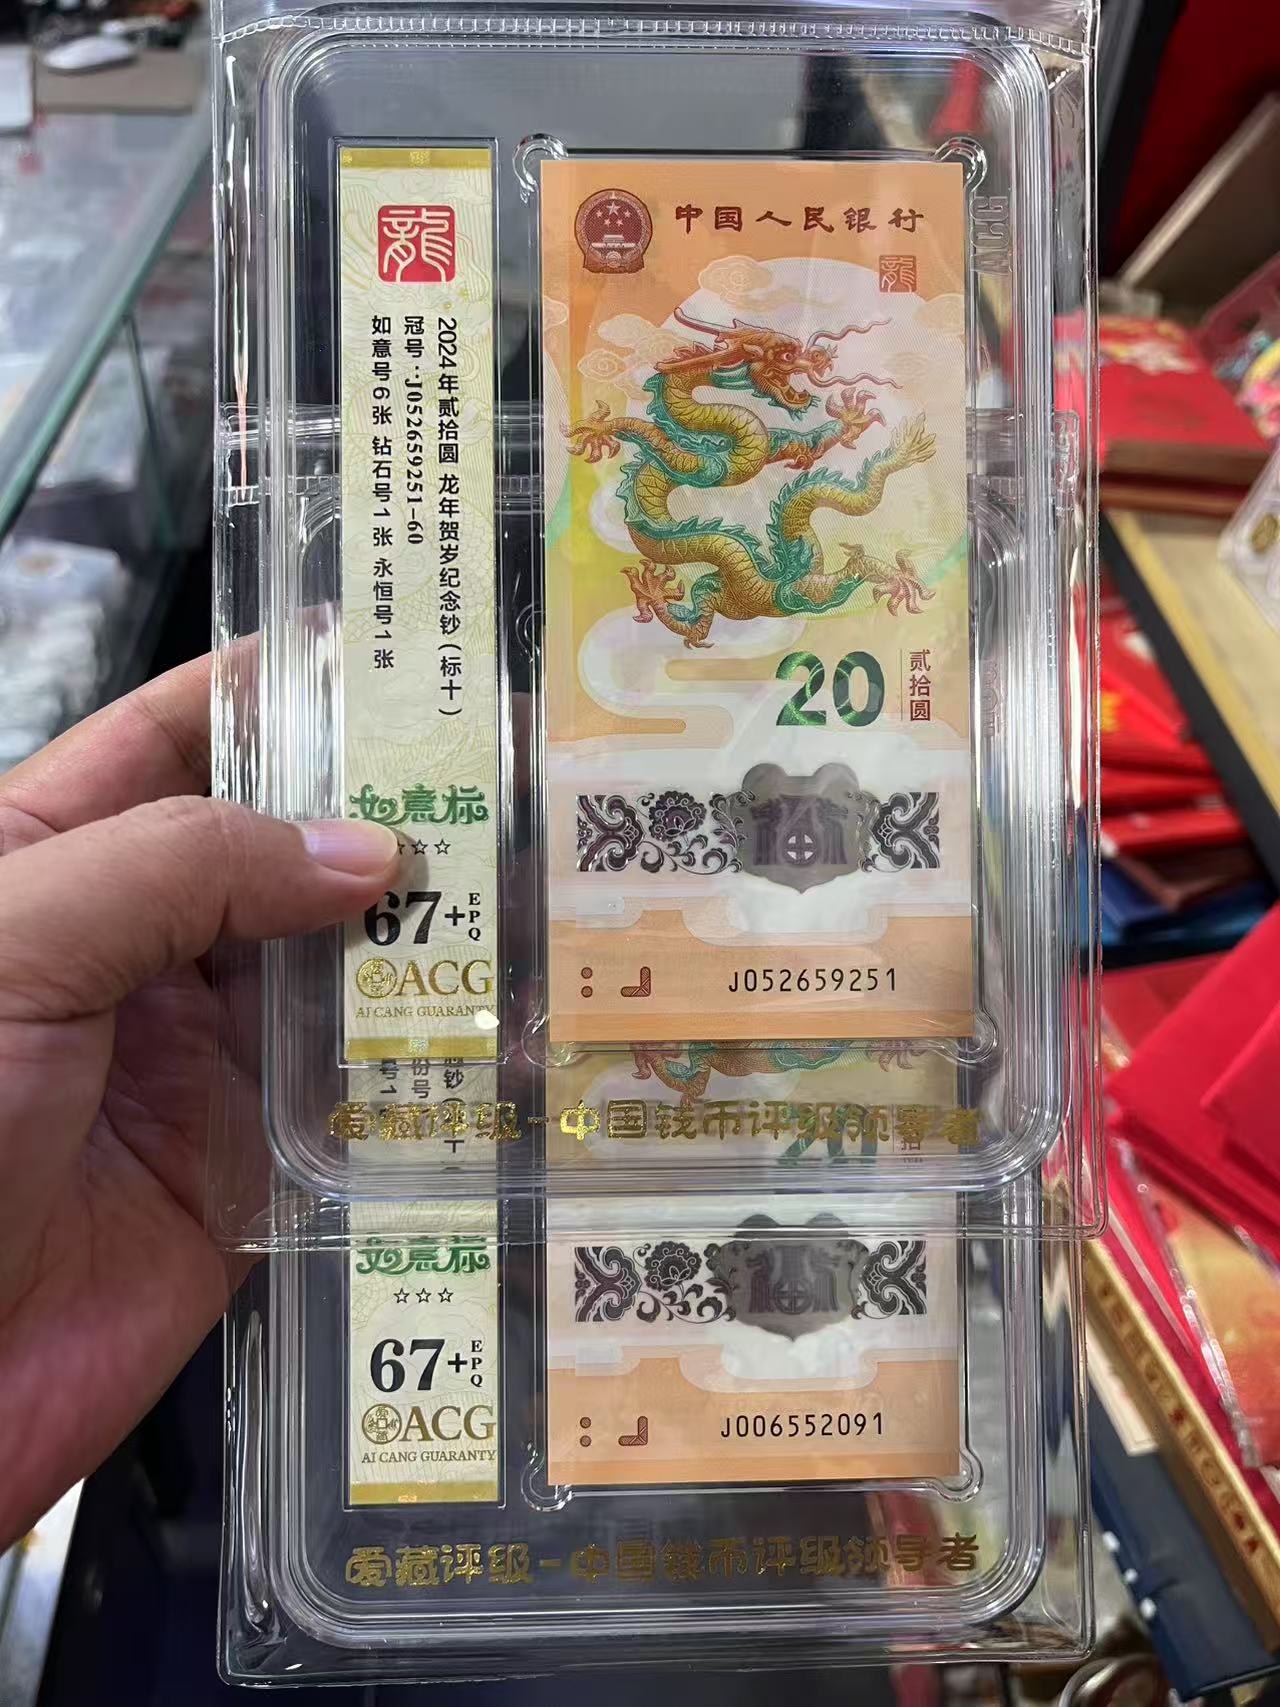 龍
2024年贰拾圆 龙年贺岁纪念钞(标十)
冠号:J052659251-60
如意号6张 钻石号1张 永恒号1张
如意标
☆☆☆
67+EPQ
ACG
AI CANG GUARANTY
中国人民银行
龍
20
贰拾圆
J052659251
ACG
爱藏评级-中国钱币评级领导者
20
如意标
☆☆☆
67+EPQ
ACG
AI CANG GUARANTY
J006552091
爱藏评级-中国钱币评级领导者